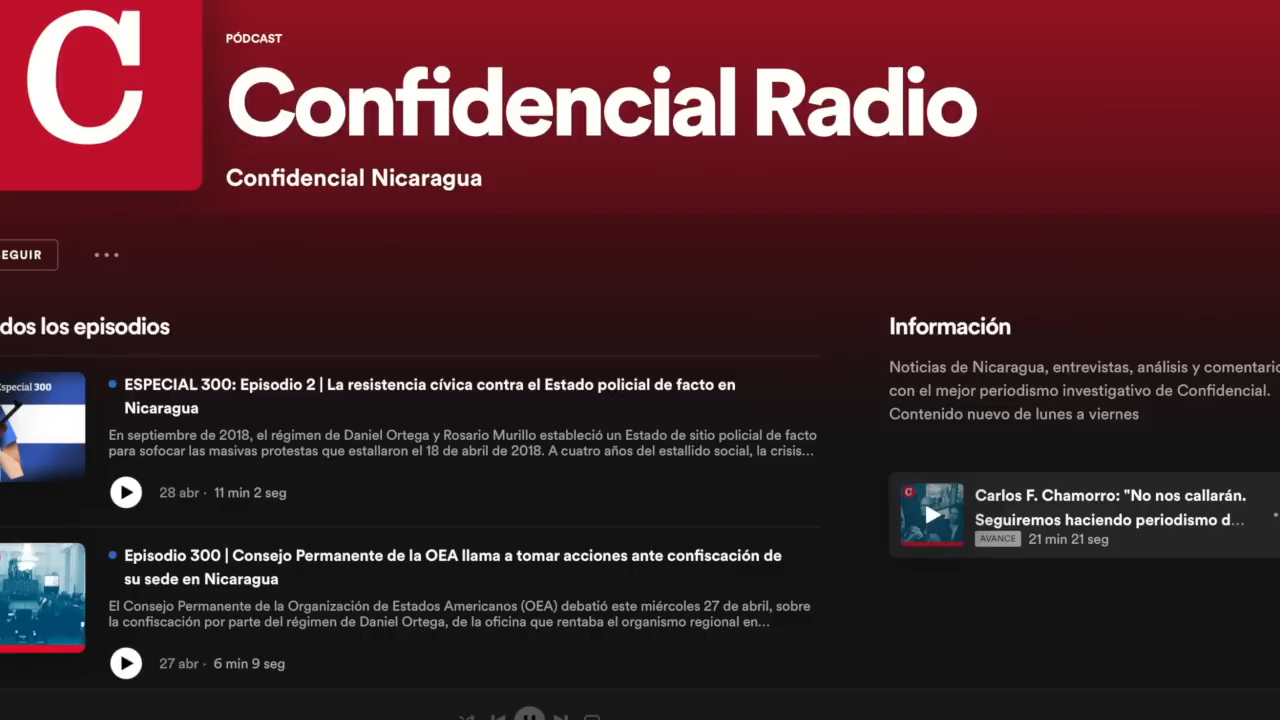 C
PÓDCAST
Confidencial Radio
Confidencial Nicaragua
EGUIR
dos los episodios
Información
Noticias de Nicaragua, entrevistas, análisis y comentario
con el mejor periodismo investigativo de Confidencial.
Contenido nuevo de lunes a viernes
special 300
ESPECIAL 300: Episodio 2 | La resistencia cívica contra el Estado policial de facto en
Nicaragua
En septiembre de 2018, el régimen de Daniel Ortega y Rosario Murillo estableció un Estado de sitio policial de facto
para sofocar las masivas protestas que estallaron el 18 de abril de 2018. A cuatro años del estallido social, la crisis...
28 abr · 11 min 2 seg
C
Carlos F. Chamorro: "No nos callarán.
Seguiremos haciendo periodismo d...
AVANCE 21 min 21 seg
Episodio 300 | Consejo Permanente de la OEA llama a tomar acciones ante confiscación de
su sede en Nicaragua
El Consejo Permanente de la Organización de Estados Americanos (OEA) debatió este miércoles 27 de abril, sobre
la confiscación por parte del régimen de Daniel Ortega, de la oficina que rentaba el organismo regional en...
27 abr · 6 min 9 seg